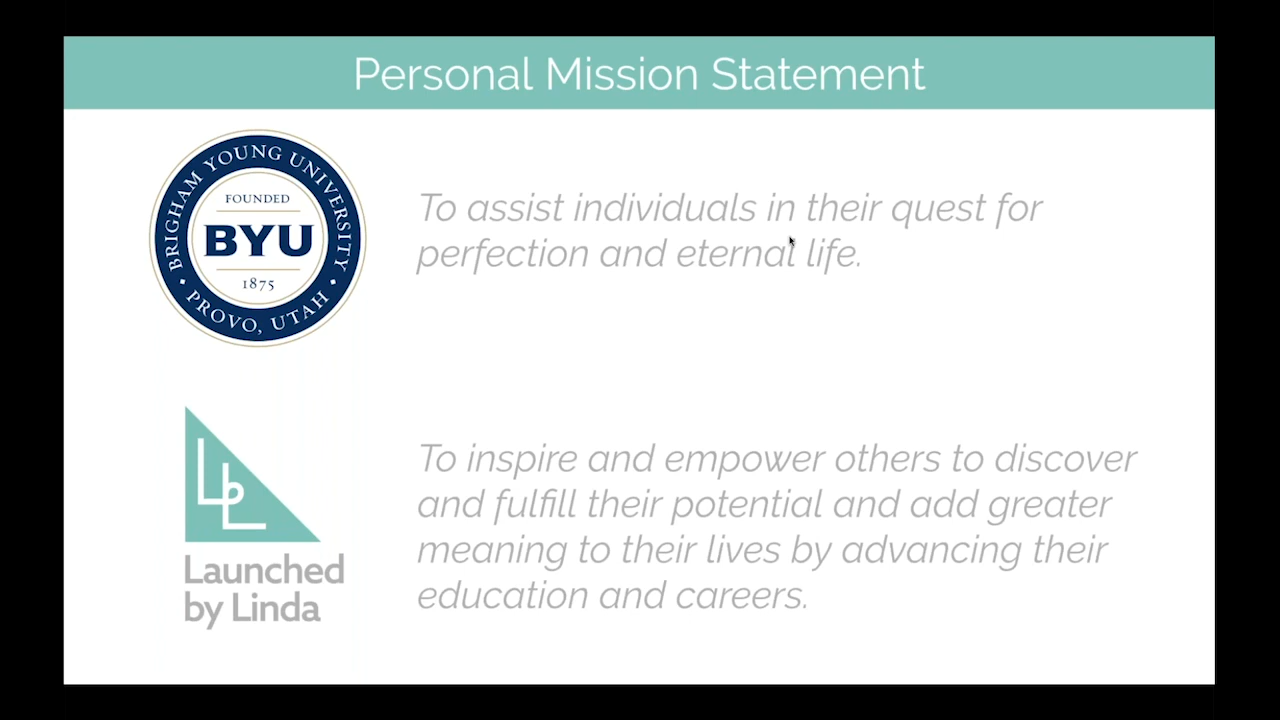 Personal Mission Statement
BRIGHAM YOUNG UNIVERSITY
FOUNDED
BYU
1875
PROVO, UTAH
To assist individuals in their quest for
perfection and eternal life.
LbL
Launched
by Linda
To inspire and empower others to discover
and fulfill their potential and add greater
meaning to their lives by advancing their
education and careers.